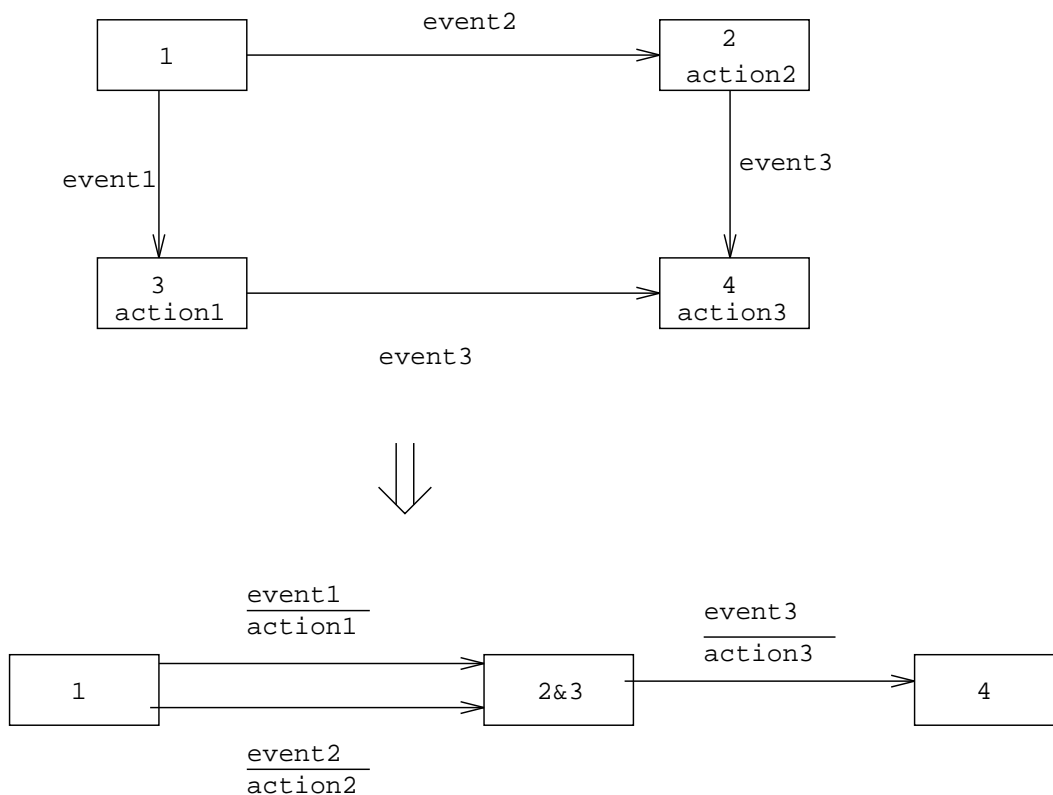 event2
1
2
action2
event1
event3
3
action1
4
action3
event3
event1
action1
event3
action3
1
2&3
4
event2
action2